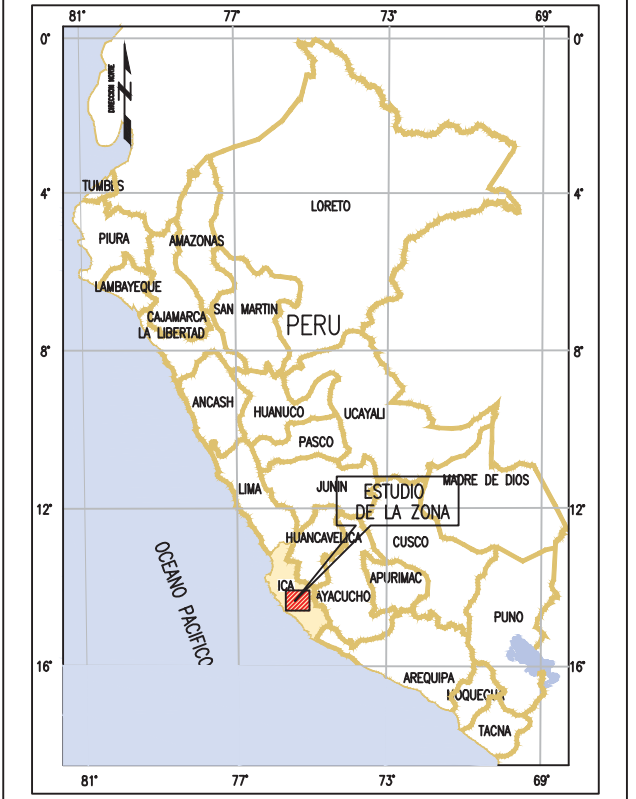 81° 77° 73° 69°
0° 0°
DIRECCION NORTE
N
TUMBES
4° 4°
LORETO
PIURA
AMAZONAS
LAMBAYEQUE
SAN MARTIN
CAJAMARCA
LA LIBERTAD
PERU
8° 8°
ANCASH
HUANUCO
UCAYALI
PASCO
LIMA
JUNIN
MADRE DE DIOS
ESTUDIO
DE LA ZONA
12° 12°
HUANCAVELICA
CUSCO
OCEANO PACIFICO
ICA
APURIMAC
AYACUCHO
PUNO
16° 16°
AREQUIPA
MOQUEGUA
TACNA
81° 77° 73° 69°